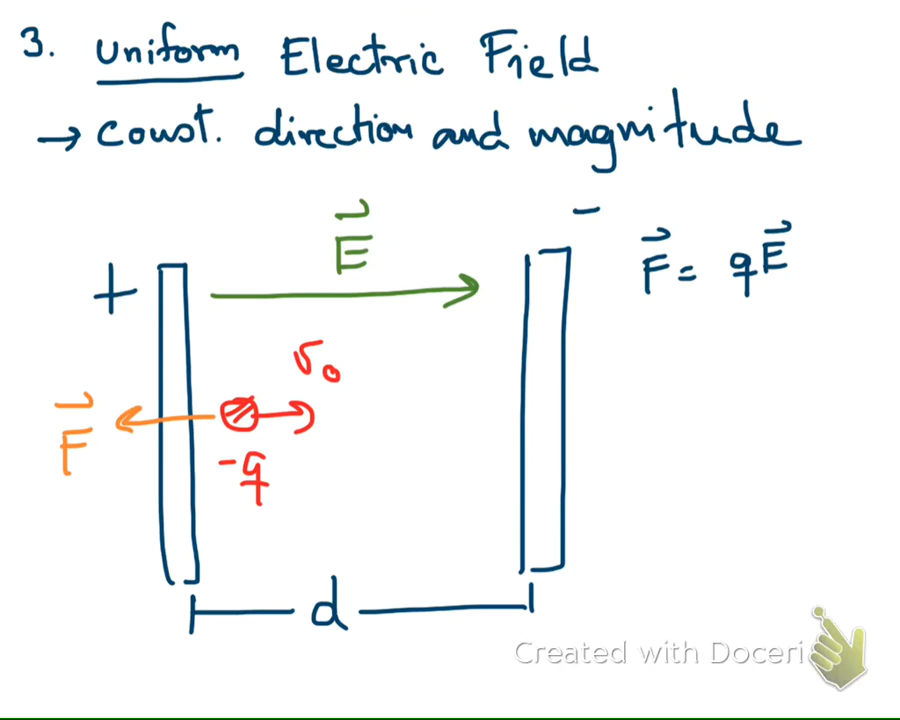 3. Uniform Electric Field
→ Const. direction and magnitude
E⃗
−
+
F⃗ = qE⃗
v₀
F⃗
-q
d
Created with Doceri